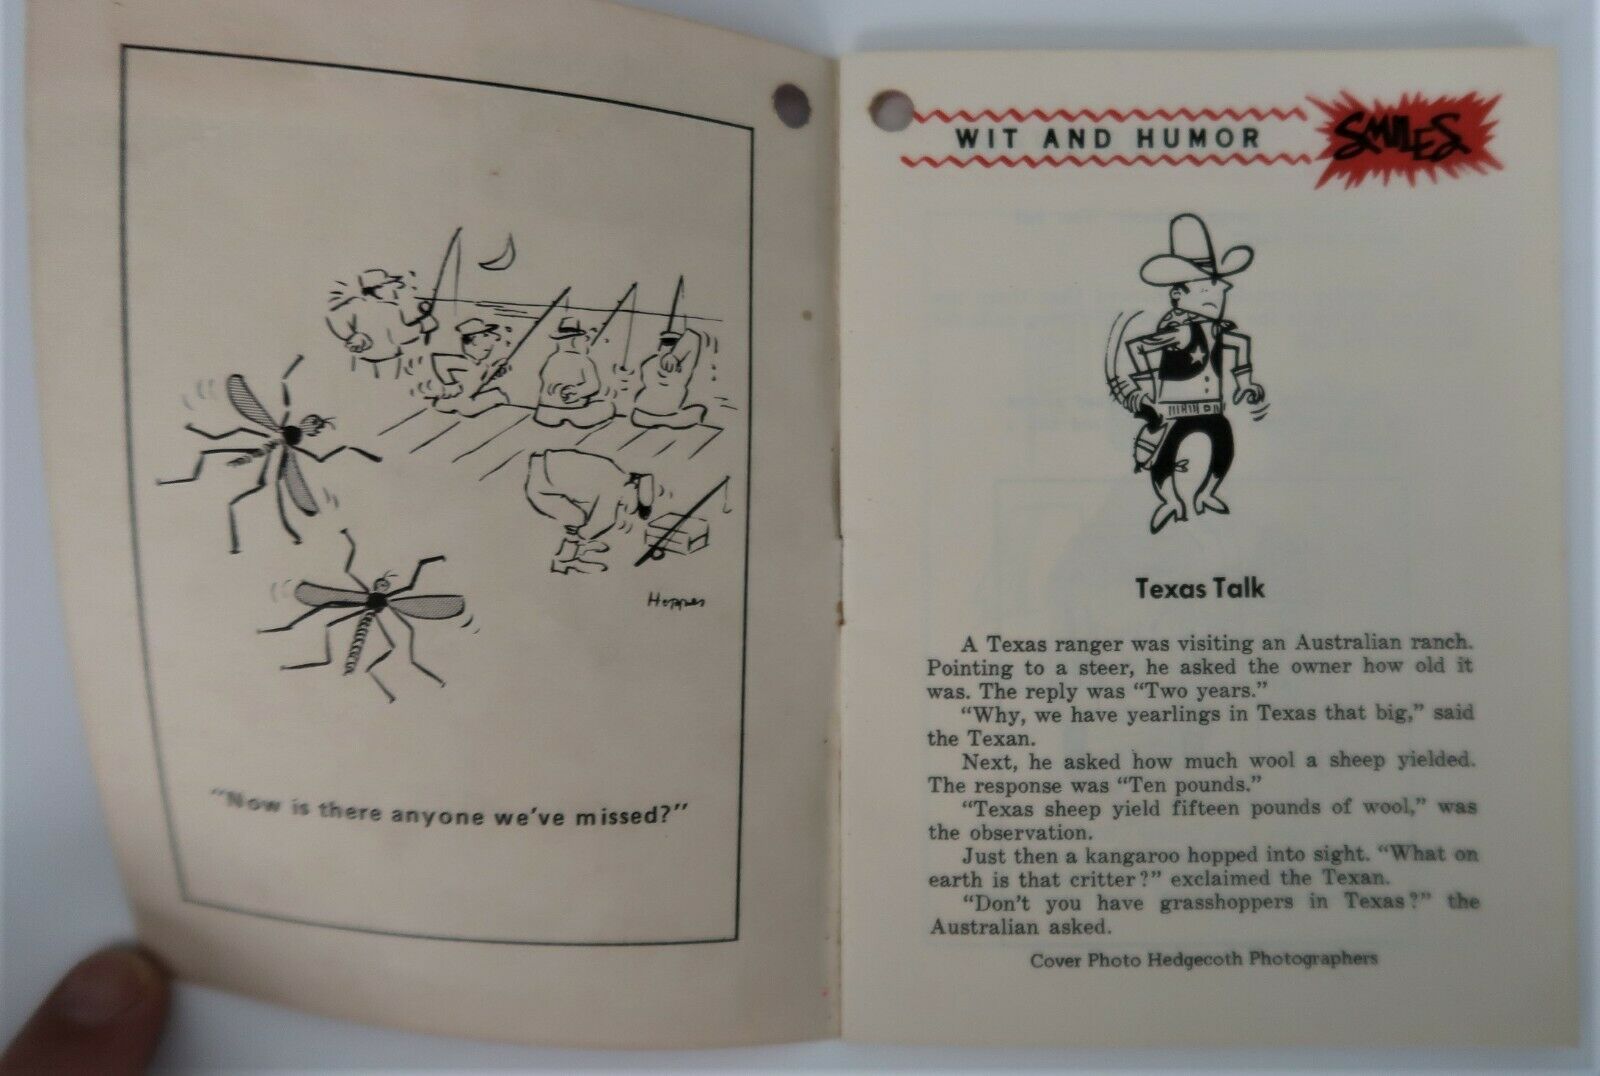 Hoppes
"Now is there anyone we've missed?"
WIT AND HUMOR SMILES
Texas Talk
A Texas ranger was visiting an Australian ranch.
Pointing to a steer, he asked the owner how old it
was. The reply was "Two years."
"Why, we have yearlings in Texas that big," said
the Texan.
Next, he asked how much wool a sheep yielded.
The response was "Ten pounds."
"Texas sheep yield fifteen pounds of wool," was
the observation.
Just then a kangaroo hopped into sight. "What on
earth is that critter?" exclaimed the Texan.
"Don't you have grasshoppers in Texas?" the
Australian asked.
Cover Photo Hedgecoth Photographers